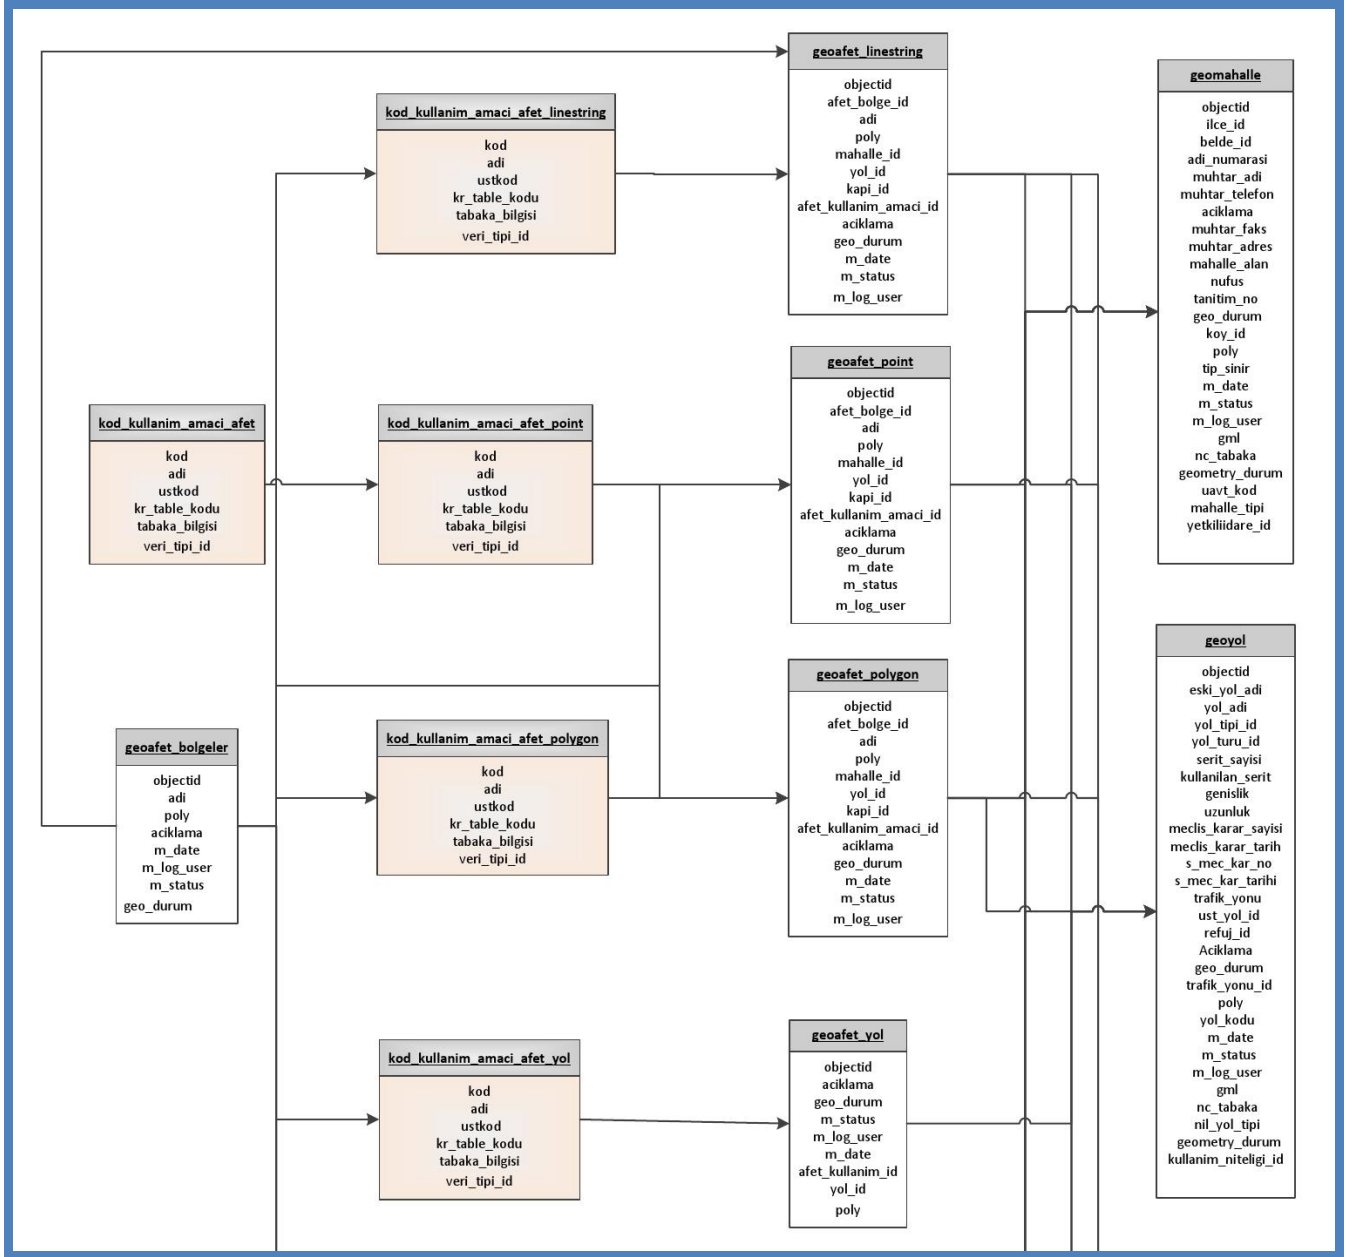 geoafet_linestring
objectid
afet_bolge_id
adi
poly
mahalle_id
yol_id
kapi_id
afet_kullanim_amaci_id
aciklama
geo_durum
m_date
m_status
m_log_user
geomahalle
objectid
ilce_id
belde_id
adi_numarasi
muhtar_adi
muhtar_telefon
aciklama
muhtar_faks
muhtar_adres
mahalle_alan
nufus
tanitim_no
geo_durum
koy_id
poly
tip_sinir
m_date
m_status
m_log_user
gml
nc_tabaka
geometry_durum
uavt_kod
mahalle_tipi
yetkiliidare_id
kod_kullanim_amaci_afet_linestring
kod
adi
ustkod
kr_table_kodu
tabaka_bilgisi
veri_tipi_id
geoafet_point
objectid
afet_bolge_id
adi
poly
mahalle_id
yol_id
kapi_id
afet_kullanim_amaci_id
aciklama
geo_durum
m_date
m_status
m_log_user
kod_kullanim_amaci_afet
kod
adi
ustkod
kr_table_kodu
tabaka_bilgisi
veri_tipi_id
kod_kullanim_amaci_afet_point
kod
adi
ustkod
kr_table_kodu
tabaka_bilgisi
veri_tipi_id
geoyol
objectid
eski_yol_adi
yol_adi
yol_tipi_id
yol_turu_id
serit_sayisi
kullanilan_serit
genislik
uzunluk
meclis_karar_sayisi
meclis_karar_tarih
s_mec_kar_no
s_mec_kar_tarihi
trafik_yonu
ust_yol_id
refuj_id
Aciklama
geo_durum
trafik_yonu_id
poly
yol_kodu
m_date
m_status
m_log_user
gml
nc_tabaka
nil_yol_tipi
geometry_durum
kullanim_niteligi_id
geoafet_polygon
objectid
afet_bolge_id
adi
poly
mahalle_id
yol_id
kapi_id
afet_kullanim_amaci_id
aciklama
geo_durum
m_date
m_status
m_log_user
geoafet_bolgeler
objectid
adi
poly
aciklama
m_date
m_log_user
m_status
geo_durum
kod_kullanim_amaci_afet_polygon
kod
adi
ustkod
kr_table_kodu
tabaka_bilgisi
veri_tipi_id
geoafet_yol
objectid
aciklama
geo_durum
m_status
m_log_user
m_date
afet_kullanim_id
yol_id
poly
kod_kullanim_amaci_afet_yol
kod
adi
ustkod
kr_table_kodu
tabaka_bilgisi
veri_tipi_id